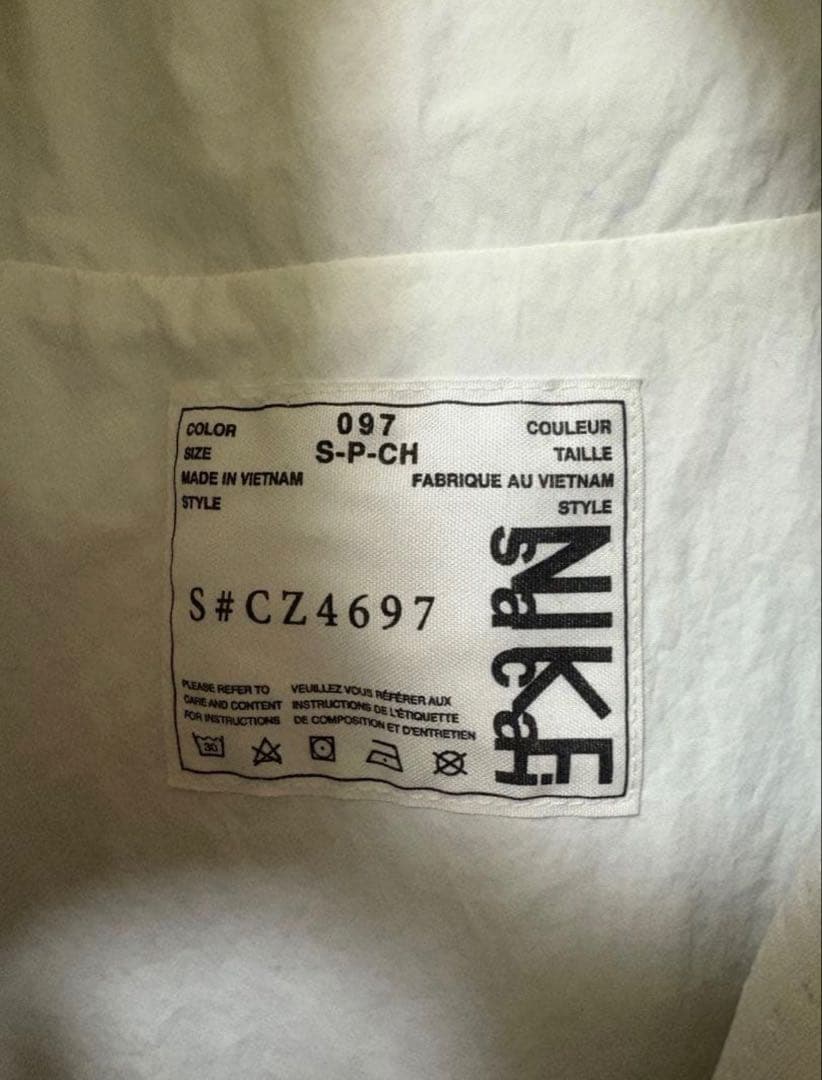 COLOR 097 COULEUR
SIZE S-P-CH TAILLE
MADE IN VIETNAM FABRIQUE AU VIETNAM
STYLE STYLE
S#CZ4697
NIKE
sacai
PLEASE REFER TO
CARE AND CONTENT
FOR INSTRUCTIONS
VEUILLEZ VOUS RÉFÉRER AUX
INSTRUCTIONS DE L'ÉTIQUETTE
DE COMPOSITION ET D'ENTRETIEN
30